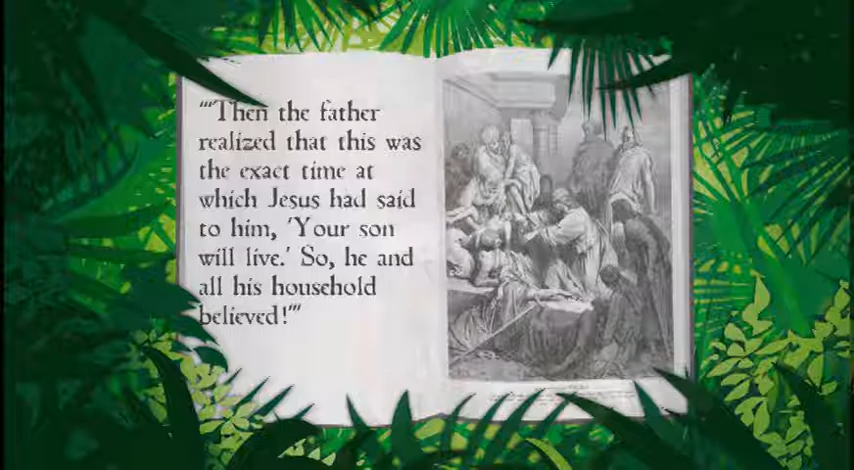 "'"Then the father
realized that this was
the exact time at
which Jesus had said
to him, 'Your son
will live.' So, he and
all his household
believed!'"